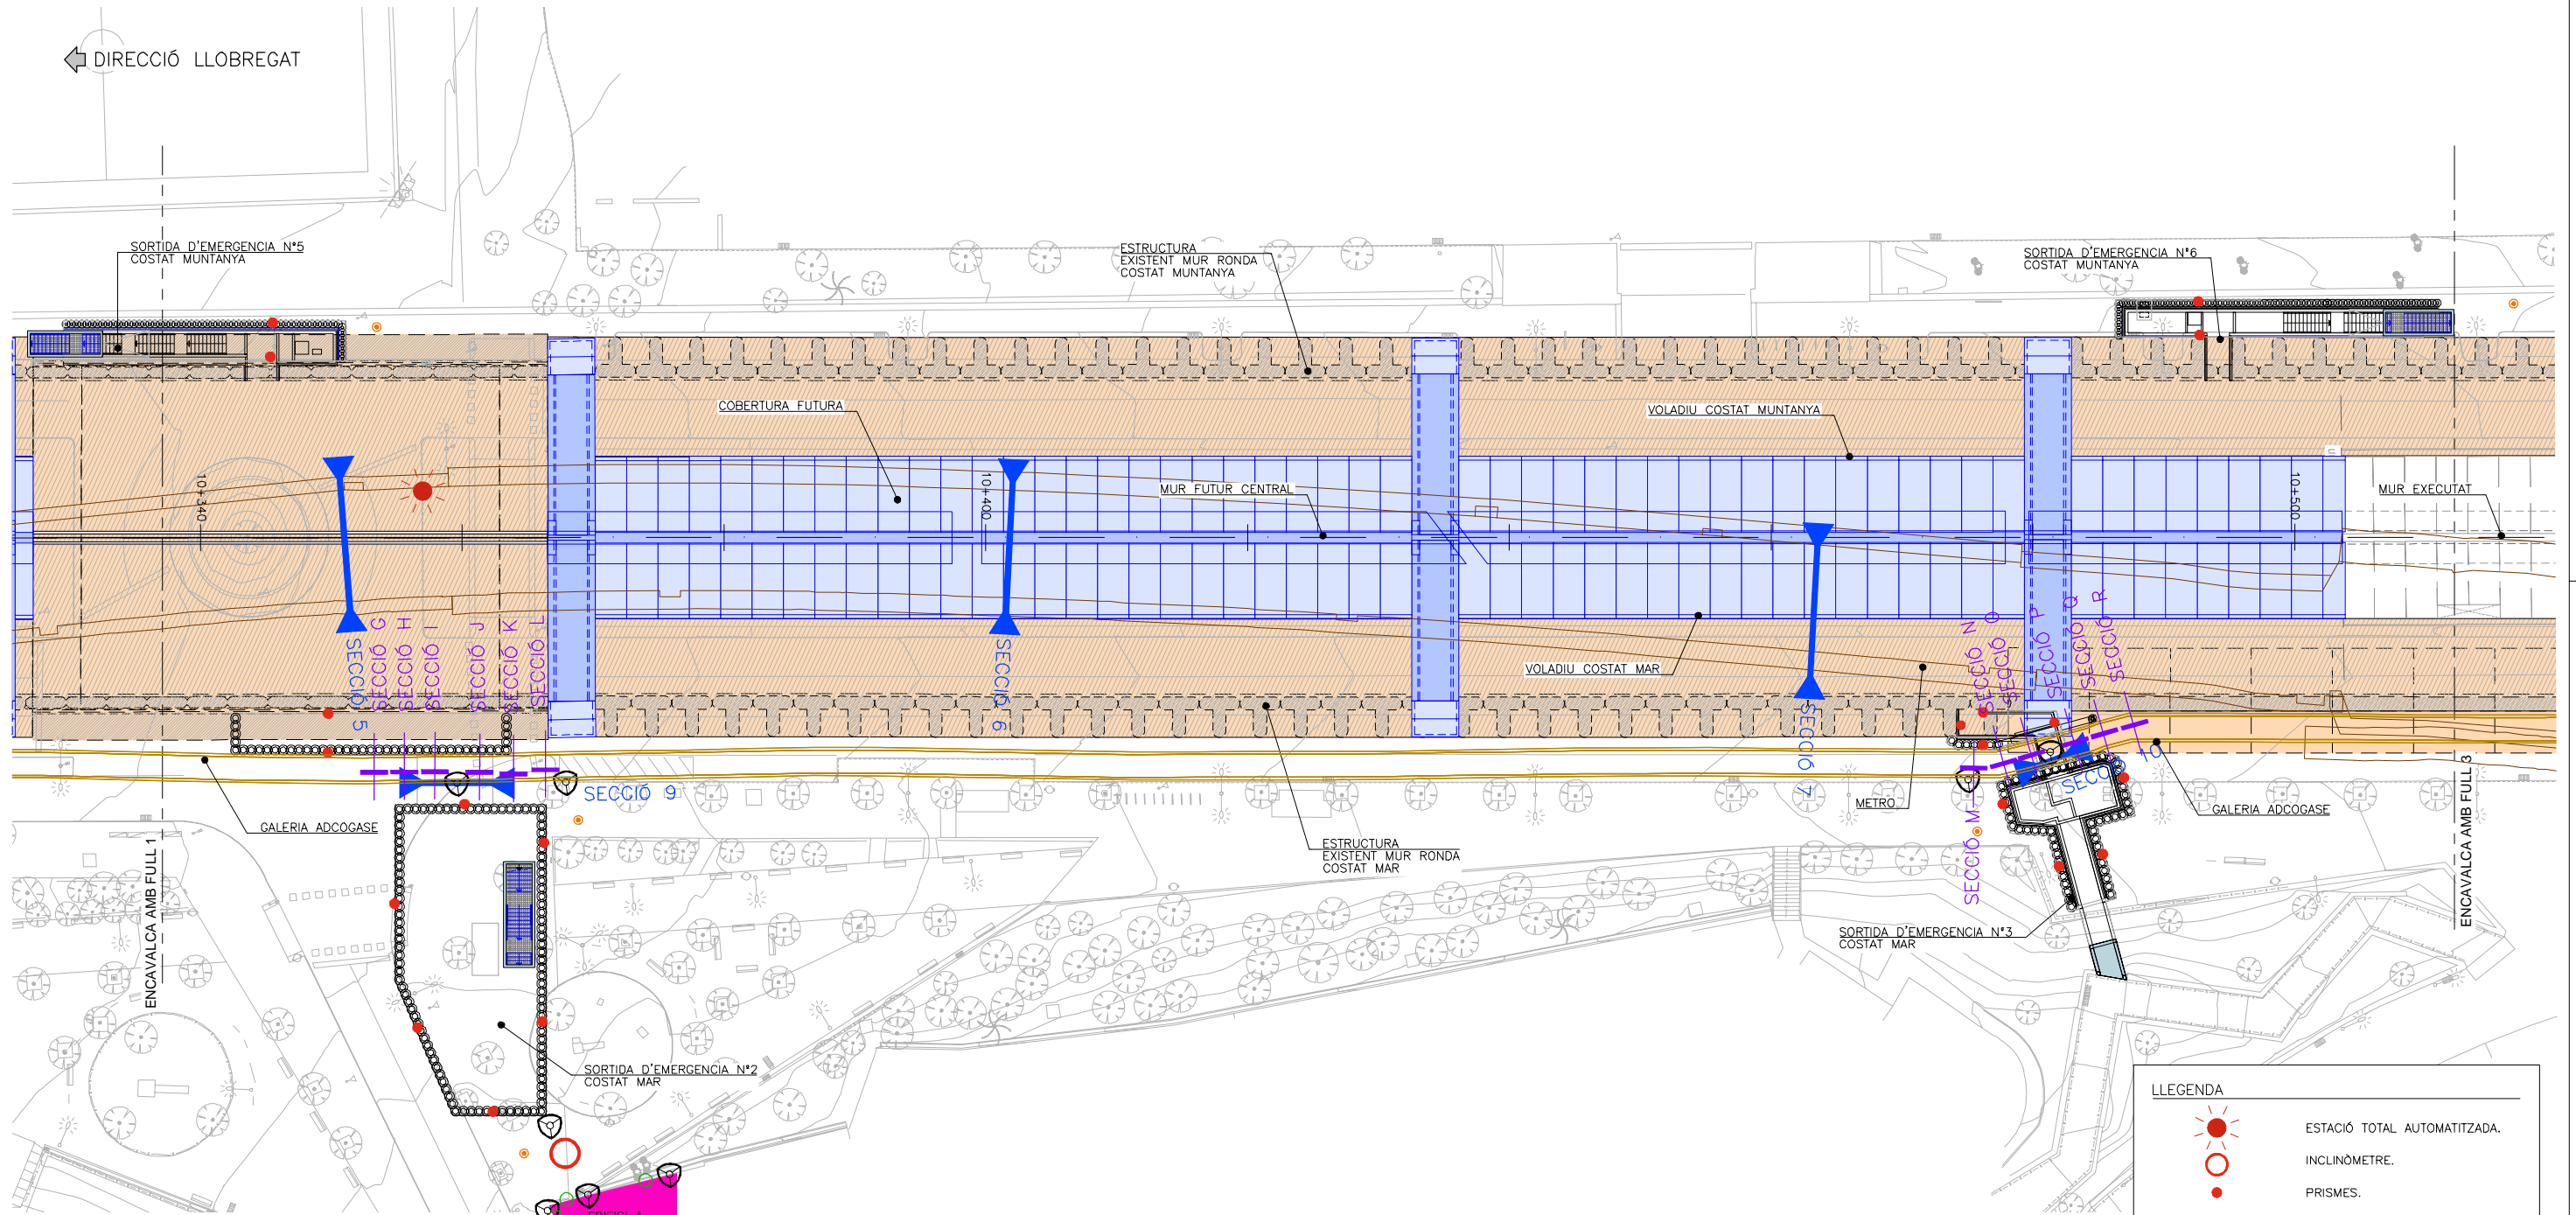 DIRECCIÓ LLOBREGAT
SORTIDA D'EMERGENCIA Nº5
COSTAT MUNTANYA
ESTRUCTURA
EXISTENT MUR RONDA
COSTAT MUNTANYA
SORTIDA D'EMERGENCIA Nº6
COSTAT MUNTANYA
COBERTURA FUTURA
VOLADIU COSTAT MUNTANYA
MUR FUTUR CENTRAL
MUR EXECUTAT
10+340
10+400
10+500
SECCIÓ 5
SECCIÓ G
SECCIÓ H
SECCIÓ I
SECCIÓ J
SECCIÓ K
SECCIÓ L
SECCIÓ 6
VOLADIU COSTAT MAR
SECCIÓ 7
SECCIÓ N
SECCIÓ O
SECCIÓ P
SECCIÓ Q
SECCIÓ R
SECCIÓ 9
SECCIÓ 10
METRO
SECCIÓ M
GALERIA ADCOGASE
GALERIA ADCOGASE
ESTRUCTURA
EXISTENT MUR RONDA
COSTAT MAR
ENCAVALCA AMB FULL 1
ENCAVALCA AMB FULL 3
SORTIDA D'EMERGENCIA Nº3
COSTAT MAR
SORTIDA D'EMERGENCIA Nº2
COSTAT MAR
LLEGENDA
ESTACIÓ TOTAL AUTOMATITZADA.
INCLINÒMETRE.
PRISMES.